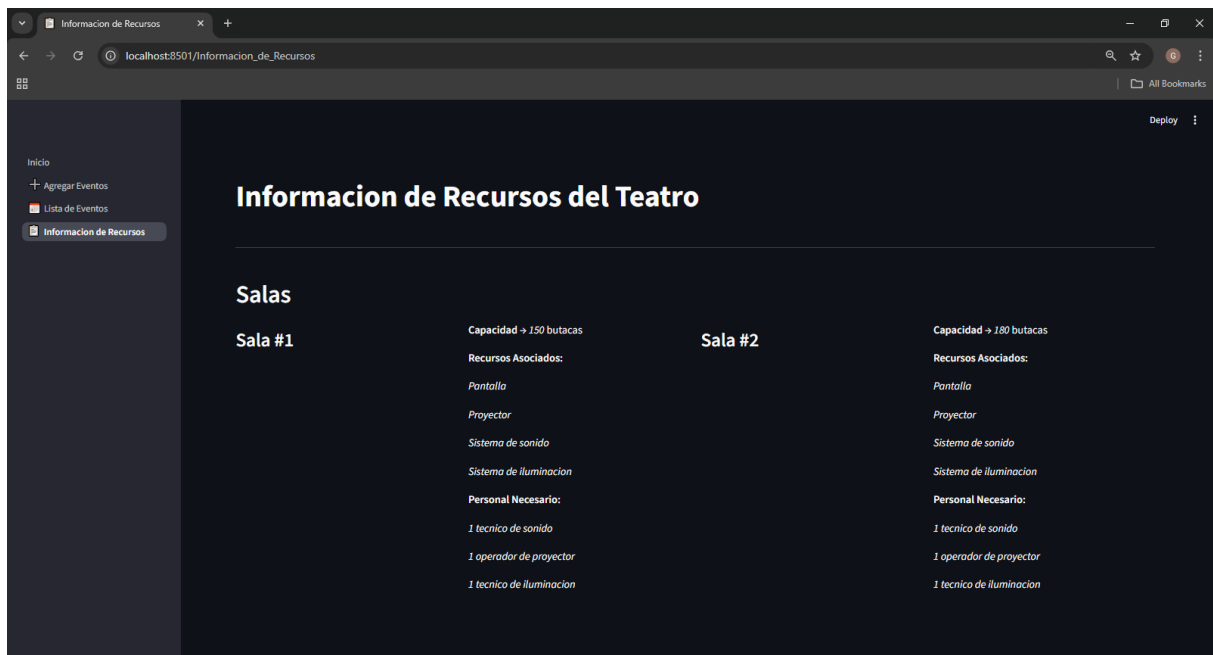 Informacion de Recursos
localhost:8501/Informacion_de_Recursos
G
All Bookmarks
Deploy
Inicio
Agregar Eventos
Lista de Eventos
Informacion de Recursos
Informacion de Recursos del Teatro
Salas
Sala #1
Capacidad → 150 butacas
Recursos Asociados:
Pantalla
Proyector
Sistema de sonido
Sistema de iluminacion
Personal Necesario:
1 tecnico de sonido
1 operador de proyector
1 tecnico de iluminacion
Sala #2
Capacidad → 180 butacas
Recursos Asociados:
Pantalla
Proyector
Sistema de sonido
Sistema de iluminacion
Personal Necesario:
1 tecnico de sonido
1 operador de proyector
1 tecnico de iluminacion